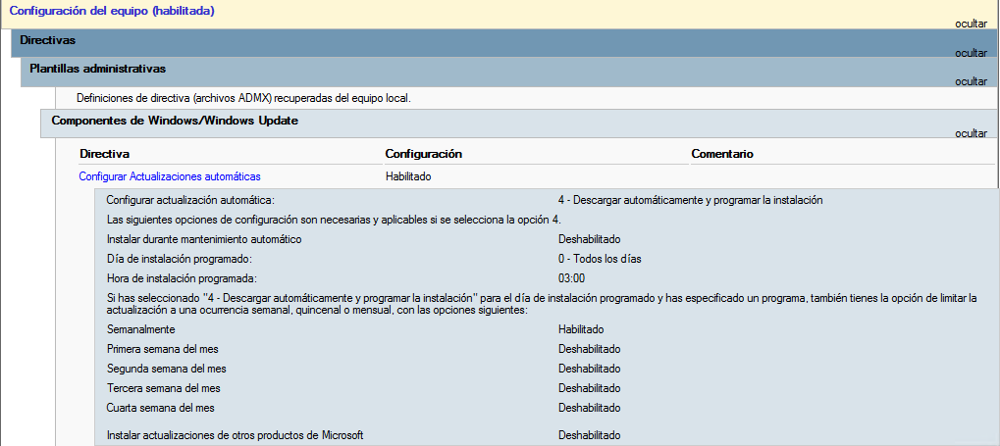 Configuración del equipo (habilitada)
ocultar
Directivas
ocultar
Plantillas administrativas
ocultar
Definiciones de directiva (archivos ADMX) recuperadas del equipo local.
Componentes de Windows/Windows Update
ocultar
Directiva Configuración Comentario
Configurar Actualizaciones automáticas Habilitado
Configurar actualización automática: 4 - Descargar automáticamente y programar la instalación
Las siguientes opciones de configuración son necesarias y aplicables si se selecciona la opción 4.
Instalar durante mantenimiento automático Deshabilitado
Día de instalación programado: 0 - Todos los días
Hora de instalación programada: 03:00
Si has seleccionado "4 - Descargar automáticamente y programar la instalación" para el día de instalación programado y has especificado un programa, también tienes la opción de limitar la
actualización a una ocurrencia semanal, quincenal o mensual, con las opciones siguientes:
Semanalmente Habilitado
Primera semana del mes Deshabilitado
Segunda semana del mes Deshabilitado
Tercera semana del mes Deshabilitado
Cuarta semana del mes Deshabilitado
Instalar actualizaciones de otros productos de Microsoft Deshabilitado